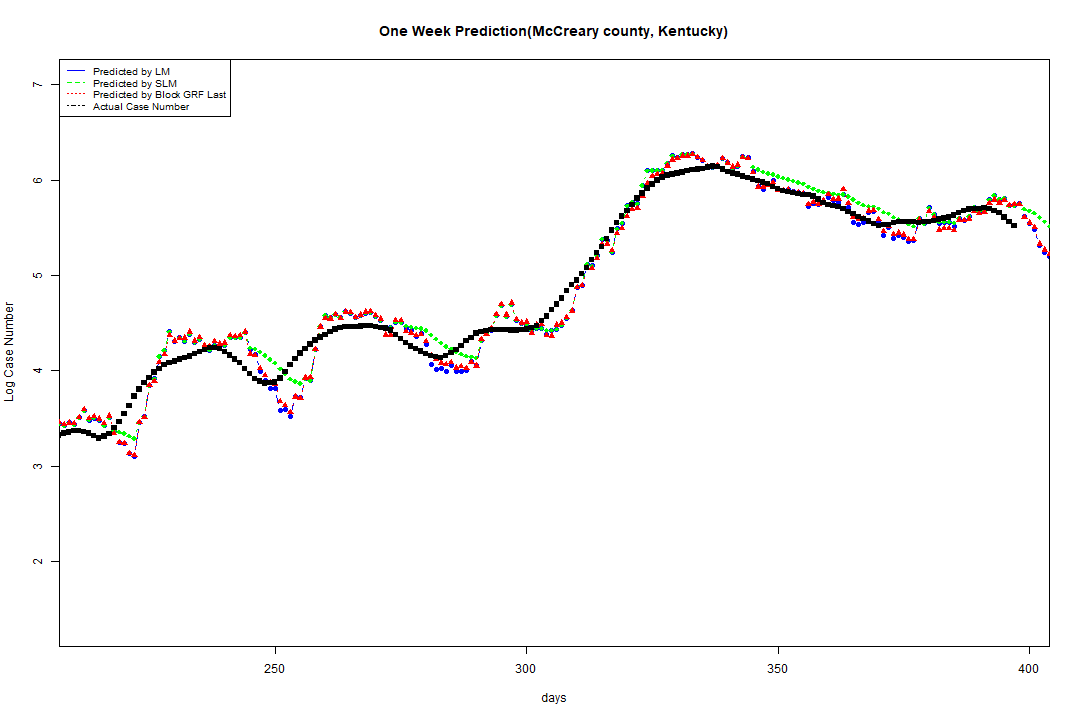 One Week Prediction(McCreary county, Kentucky)
Predicted by LM
Predicted by SLM
Predicted by Block GRF Last
Actual Case Number
7
6
5
4
3
2
Log Case Number
250 300 350 400
days